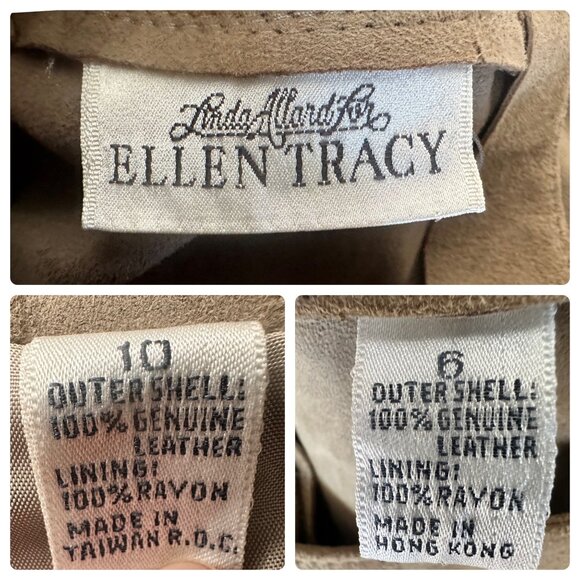 Linda Allard For
ELLEN TRACY
10
OUTER SHELL:
100% GENUINE
LEATHER
LINING:
100% RAYON
MADE IN
TAIWAN R.O.C.
6
OUTER SHELL:
100% GENUINE
LEATHER
LINING:
100% RAYON
MADE IN
HONG KONG